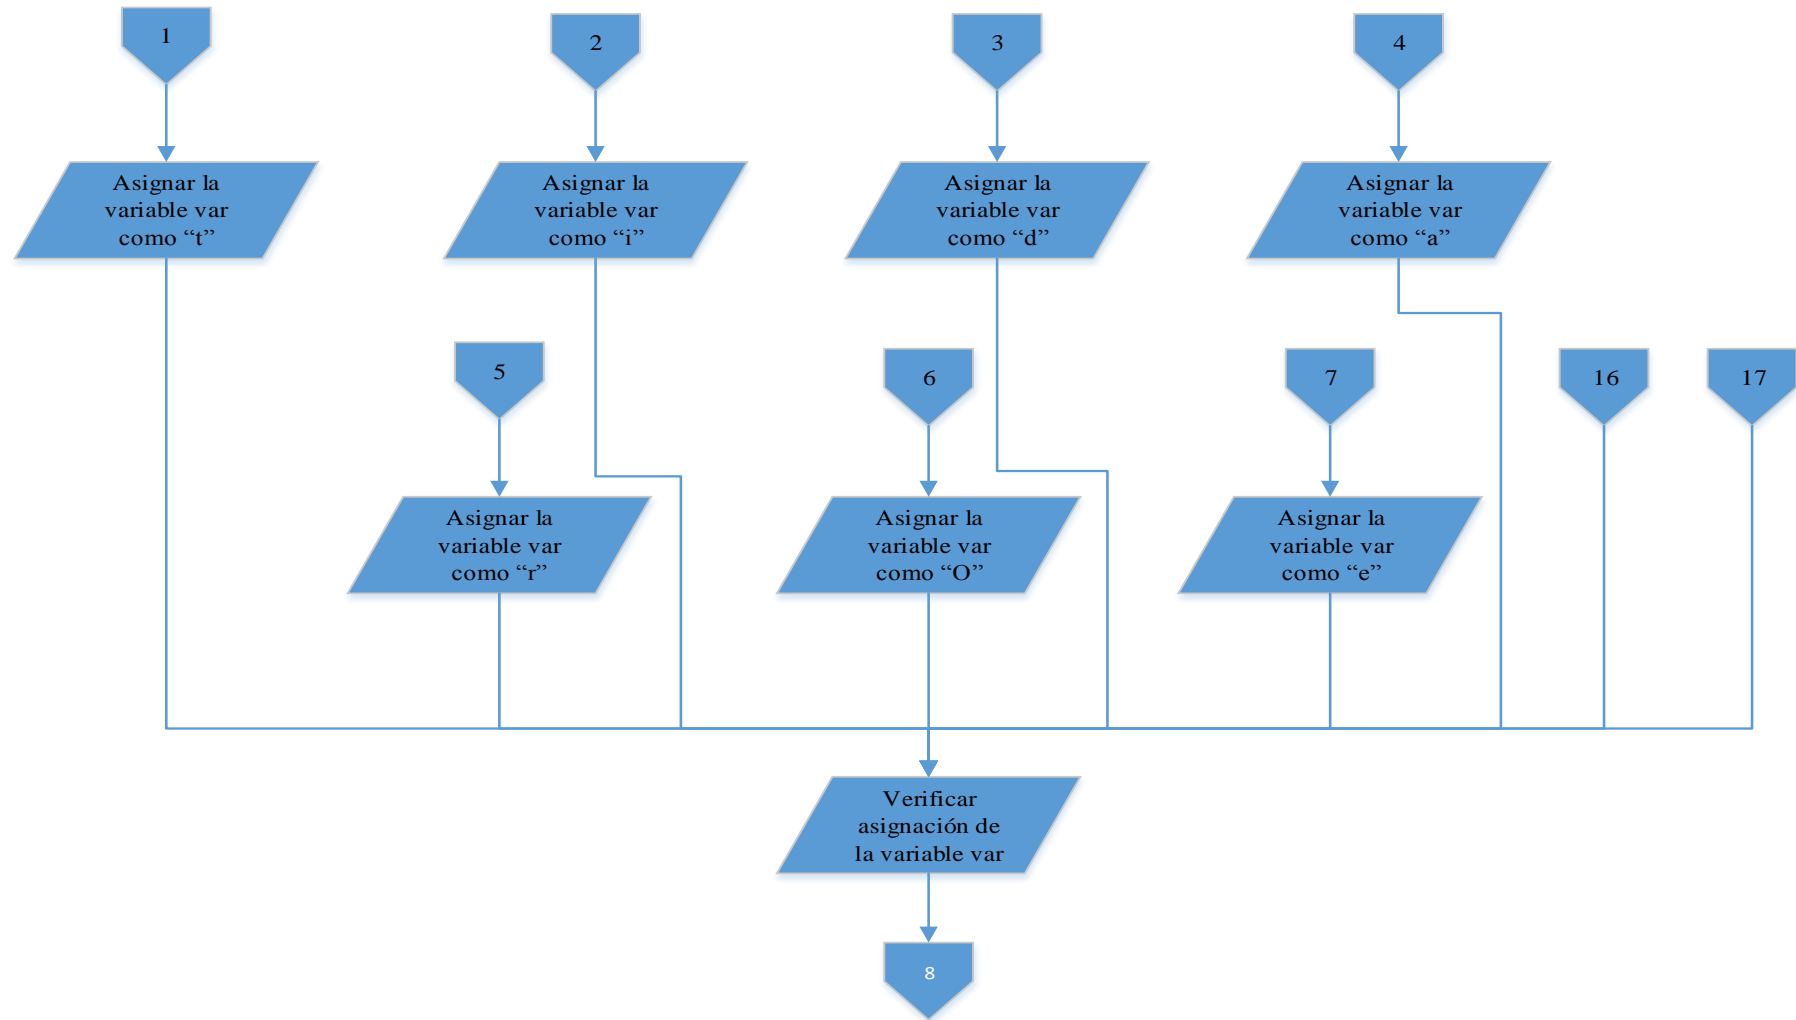 1
2
3
4
Asignar la
variable var
como “t”
Asignar la
variable var
como “i”
Asignar la
variable var
como “d”
Asignar la
variable var
como “a”
5
6
7
16
17
Asignar la
variable var
como “r”
Asignar la
variable var
como “O”
Asignar la
variable var
como “e”
Verificar
asignación de
la variable var
8